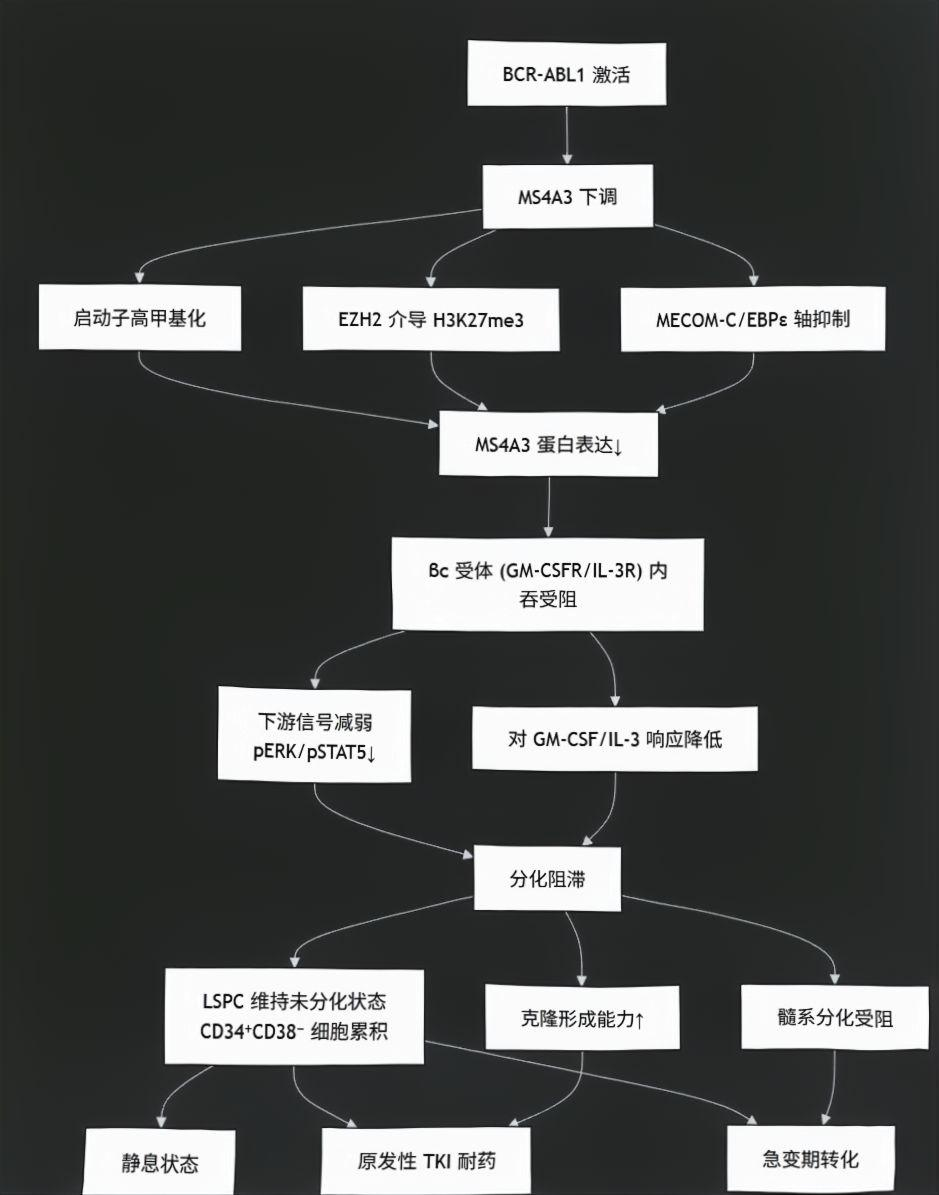 BCR-ABL1 激活
MS4A3 下调
启动子高甲基化
EZH2 介导 H3K27me3
MECOM-C/EBPε 轴抑制
MS4A3 蛋白表达↓
βc 受体 (GM-CSFR/IL-3R) 内
吞受阻
下游信号减弱
pERK/pSTAT5↓
对 GM-CSF/IL-3 响应降低
分化阻滞
LSPC 维持未分化状态
CD34⁺CD38⁻ 细胞累积
克隆形成能力↑
髓系分化受阻
静息状态
原发性 TKI 耐药
急变期转化